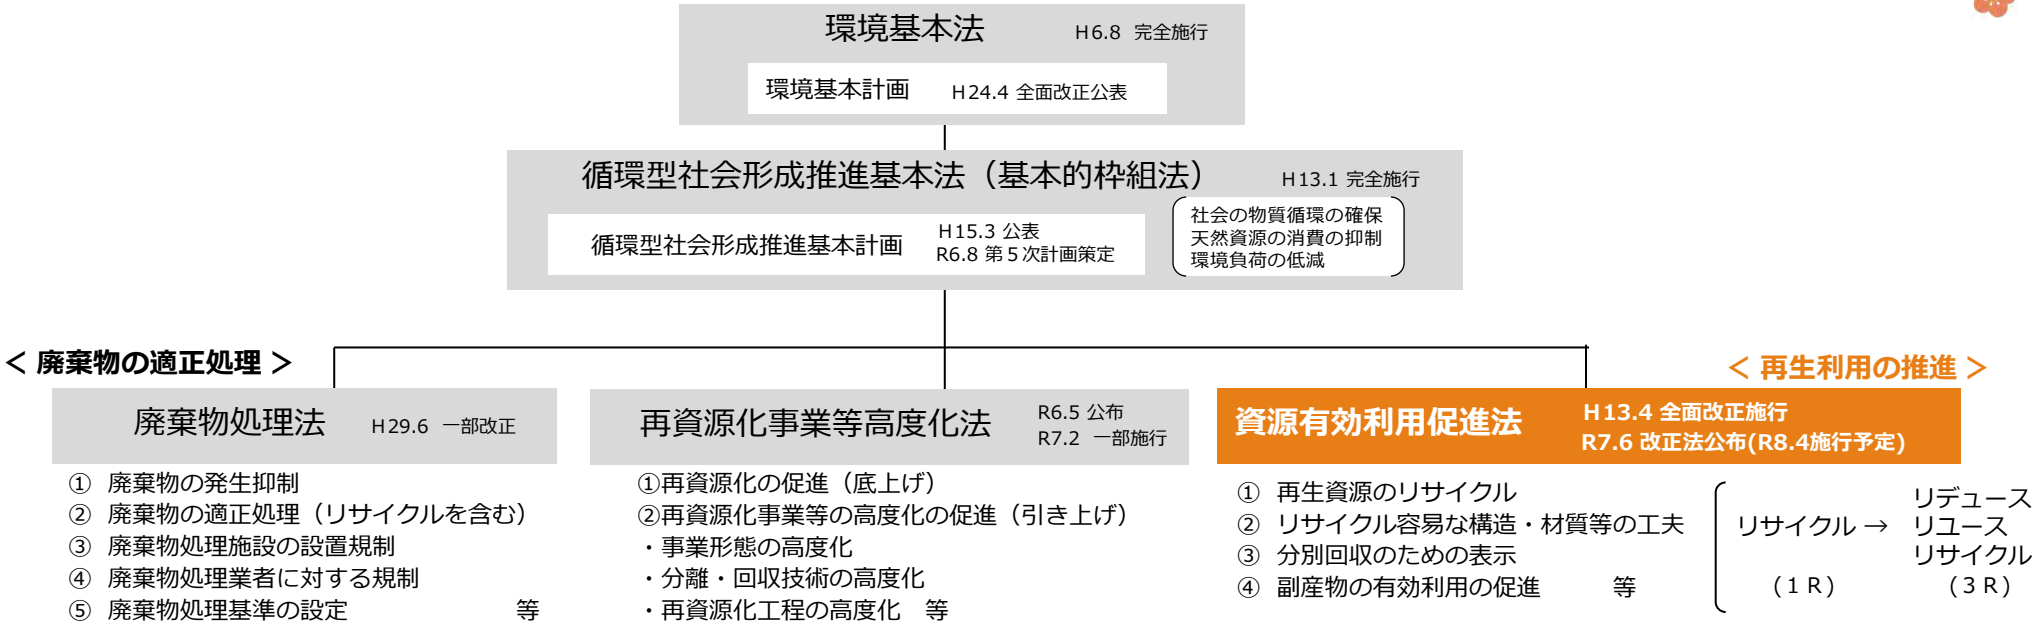 環境基本法 H6.8 完全施行
環境基本計画 H24.4 全面改正公表
循環型社会形成推進基本法（基本的枠組法） H13.1 完全施行
循環型社会形成推進基本計画
H15.3 公表
R6.8 第５次計画策定
社会の物質循環の確保
天然資源の消費の抑制
環境負荷の低減
＜ 廃棄物の適正処理 ＞
＜ 再生利用の推進 ＞
廃棄物処理法 H29.6 一部改正
① 廃棄物の発生抑制
② 廃棄物の適正処理（リサイクルを含む）
③ 廃棄物処理施設の設置規制
④ 廃棄物処理業者に対する規制
⑤ 廃棄物処理基準の設定 等
再資源化事業等高度化法
R6.5 公布
R7.2 一部施行
①再資源化の促進（底上げ）
②再資源化事業等の高度化の促進（引き上げ）
・事業形態の高度化
・分離・回収技術の高度化
・再資源化工程の高度化 等
資源有効利用促進法
H13.4 全面改正施行
R7.6 改正法公布(R8.4施行予定)
① 再生資源のリサイクル
② リサイクル容易な構造・材質等の工夫
③ 分別回収のための表示
④ 副産物の有効利用の促進 等
リサイクル →
（１Ｒ）
リデュース
リユース
リサイクル
（３Ｒ）